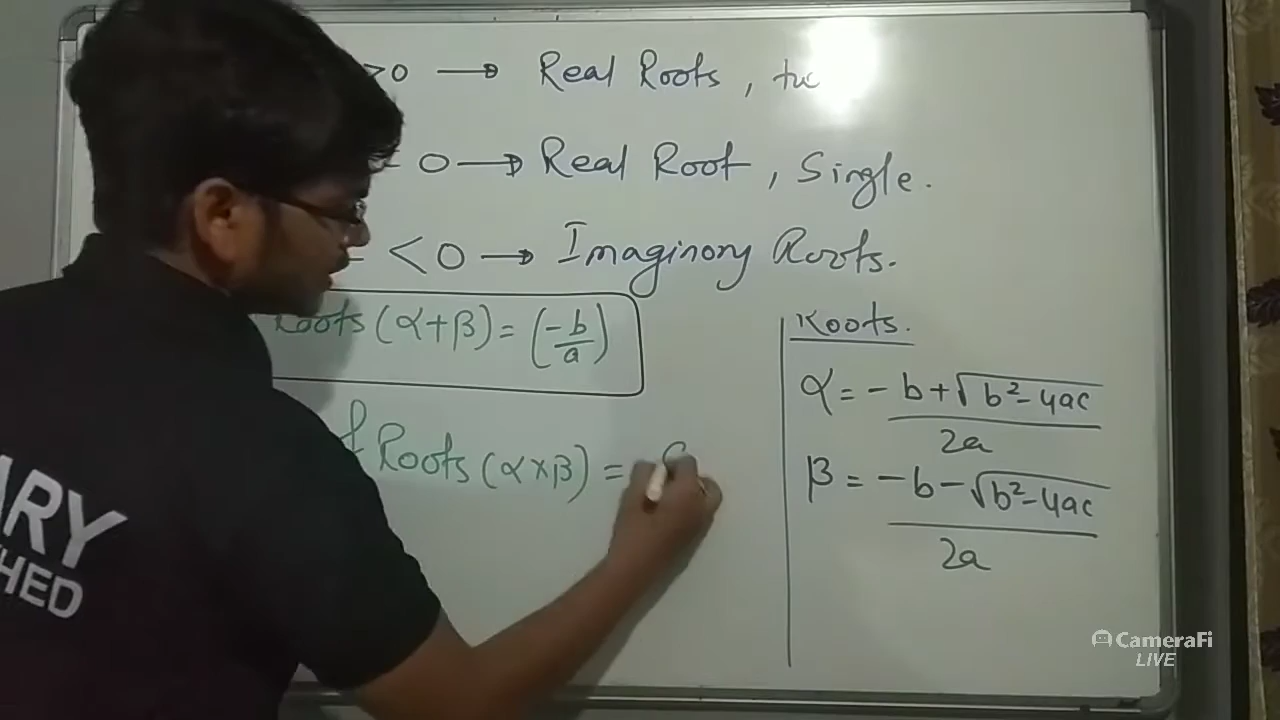 >0 → Real Roots, tw
0 → Real Root, Single.
- < 0 → Imaginory Roots.
Roots (α+β) = (-b/a)
f Roots (α×β) = C
Roots.
α = -b+√b²-4ac
2a
β = -b-√b²-4ac
2a
ARY
HED
CameraFi
LIVE